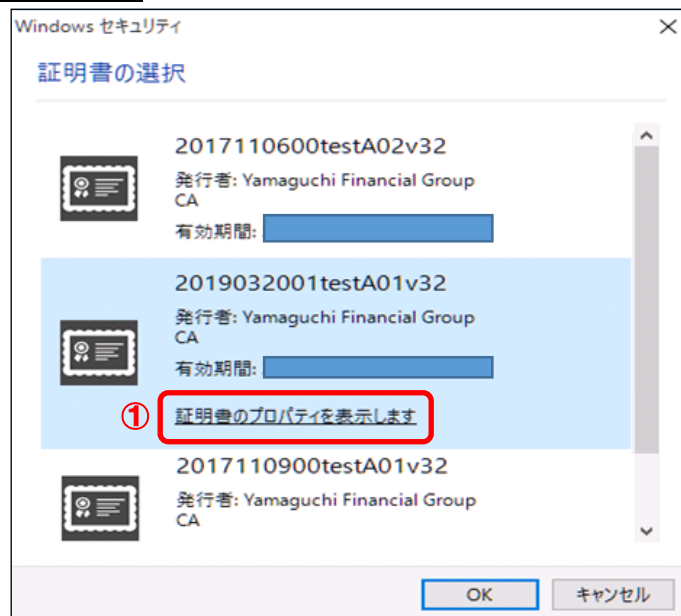 Windows セキュリティ
証明書の選択
2017110600testA02v32
発行者: Yamaguchi Financial Group
CA
有効期間:
2019032001testA01v32
発行者: Yamaguchi Financial Group
CA
有効期間:
① 証明書のプロパティを表示します
2017110900testA01v32
発行者: Yamaguchi Financial Group
CA
OK キャンセル